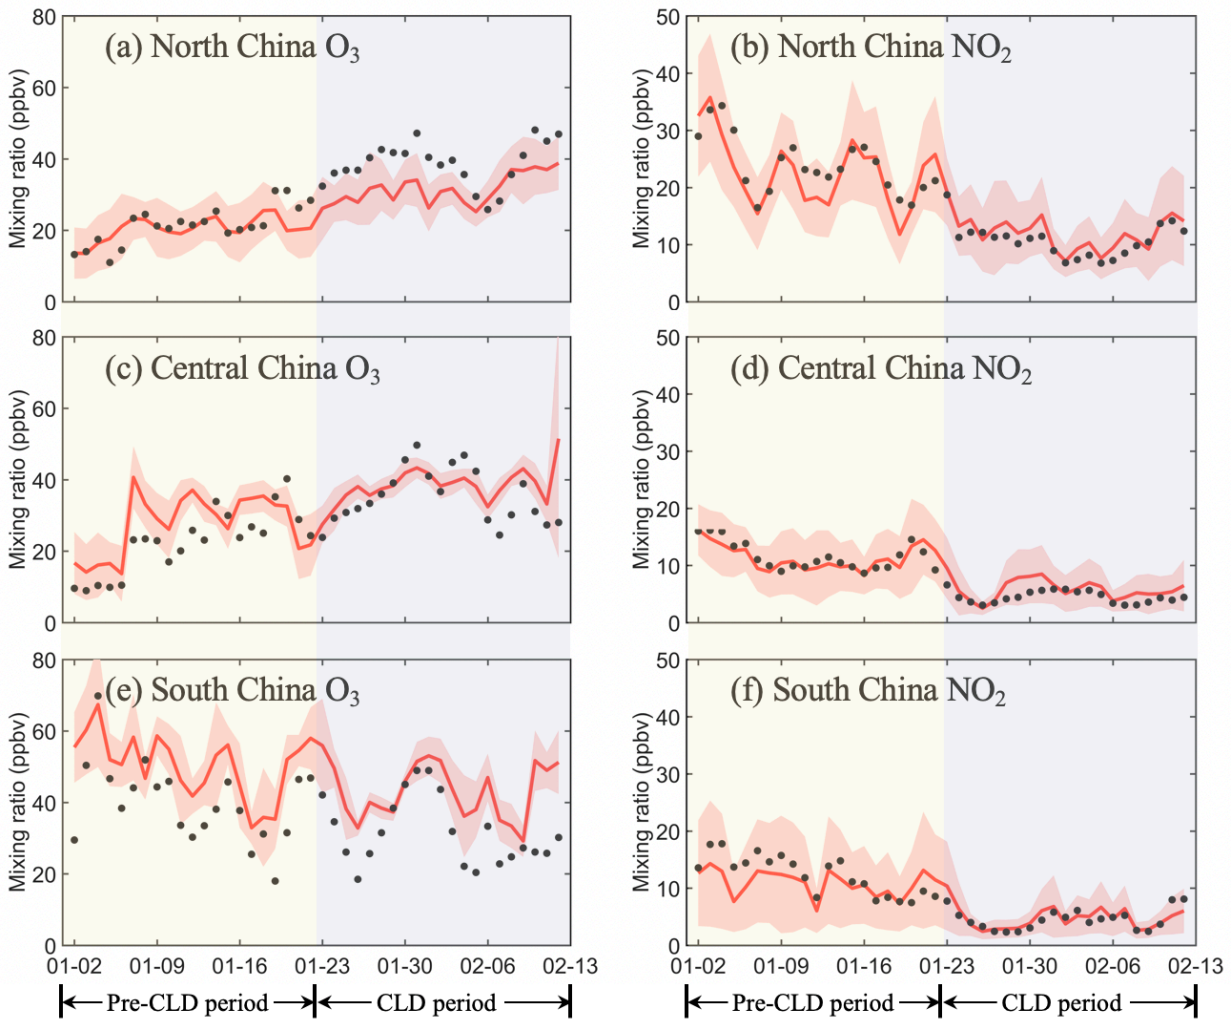 (a) North China O₃
Mixing ratio (ppbv)
80
60
40
20
0
(b) North China NO₂
Mixing ratio (ppbv)
50
40
30
20
10
0
(c) Central China O₃
Mixing ratio (ppbv)
80
60
40
20
0
(d) Central China NO₂
Mixing ratio (ppbv)
50
40
30
20
10
0
(e) South China O₃
Mixing ratio (ppbv)
80
60
40
20
0
01-02 01-09 01-16 01-23 01-30 02-06 02-13
Pre-CLD period CLD period
(f) South China NO₂
Mixing ratio (ppbv)
50
40
30
20
10
0
01-02 01-09 01-16 01-23 01-30 02-06 02-13
Pre-CLD period CLD period